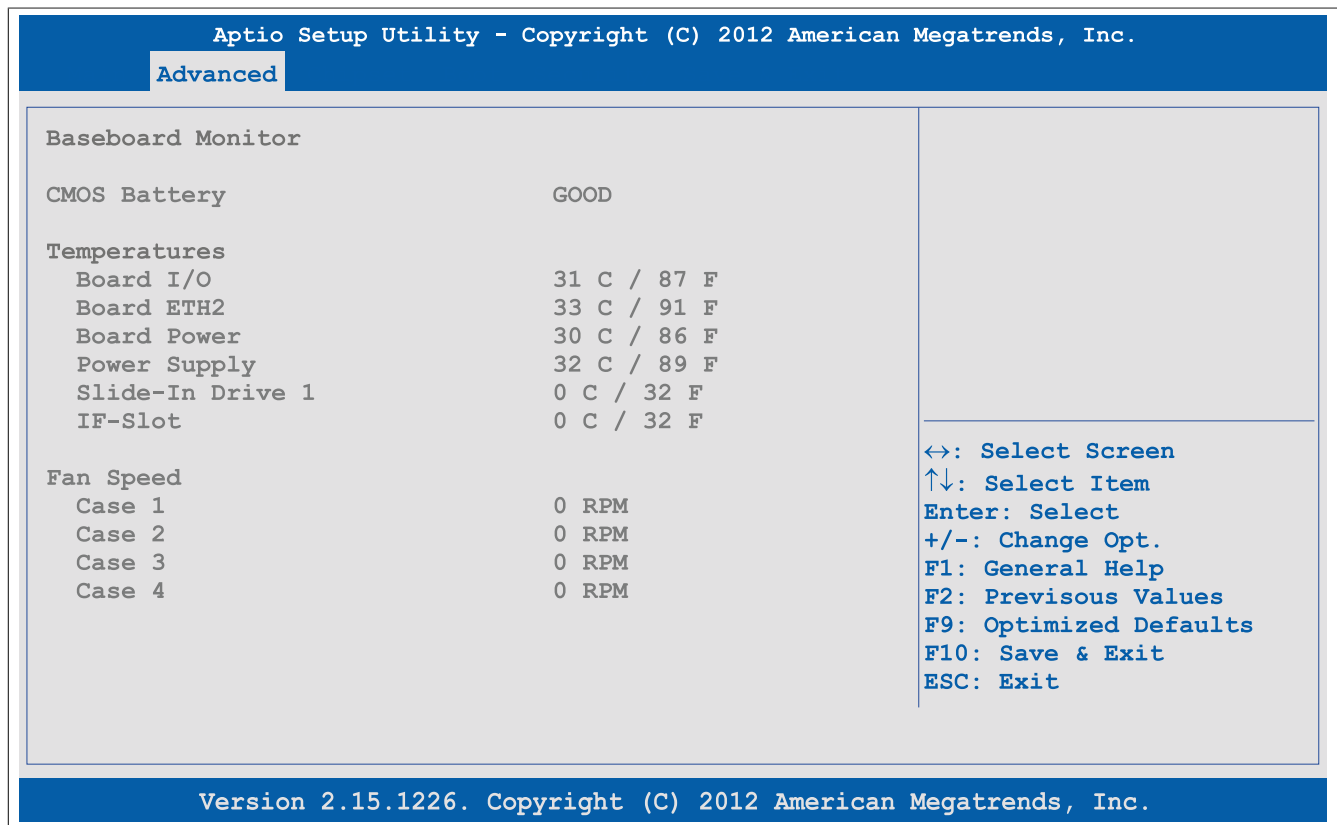 Aptio Setup Utility - Copyright (C) 2012 American Megatrends, Inc.
Advanced
Baseboard Monitor
CMOS Battery GOOD
Temperatures
Board I/O 31 C / 87 F
Board ETH2 33 C / 91 F
Board Power 30 C / 86 F
Power Supply 32 C / 89 F
Slide-In Drive 1 0 C / 32 F
IF-Slot 0 C / 32 F
Fan Speed
Case 1 0 RPM
Case 2 0 RPM
Case 3 0 RPM
Case 4 0 RPM
↔: Select Screen
↑↓: Select Item
Enter: Select
+/-: Change Opt.
F1: General Help
F2: Previsous Values
F9: Optimized Defaults
F10: Save & Exit
ESC: Exit
Version 2.15.1226. Copyright (C) 2012 American Megatrends, Inc.